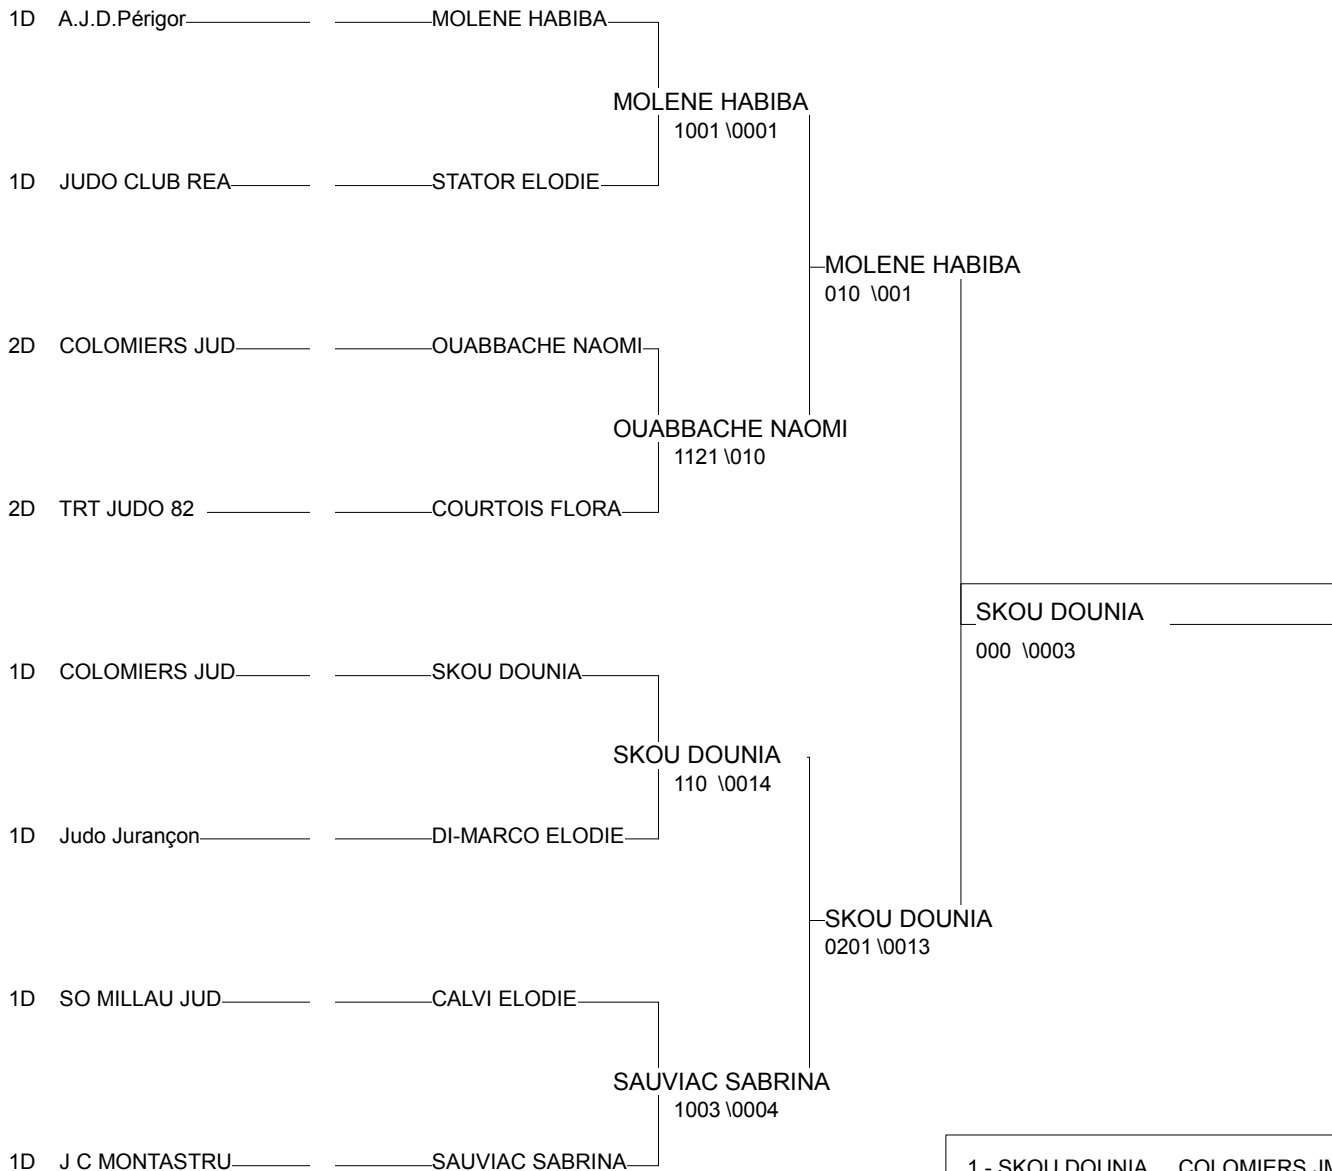 1D A.J.D.Périgor MOLENE HABIBA
MOLENE HABIBA
1001 \0001
1D JUDO CLUB REA STATOR ELODIE
MOLENE HABIBA
010 \001
2D COLOMIERS JUD OUABBACHE NAOMI
OUABBACHE NAOMI
1121 \010
2D TRT JUDO 82 COURTOIS FLORA
SKOU DOUNIA
000 \0003
1D COLOMIERS JUD SKOU DOUNIA
SKOU DOUNIA
110 \0014
1D Judo Jurançon DI-MARCO ELODIE
SKOU DOUNIA
0201 \0013
1D SO MILLAU JUD CALVI ELODIE
SAUVIAC SABRINA
1003 \0004
1D J C MONTASTRU SAUVIAC SABRINA
1 - SKOU DOUNIA COLOMIERS